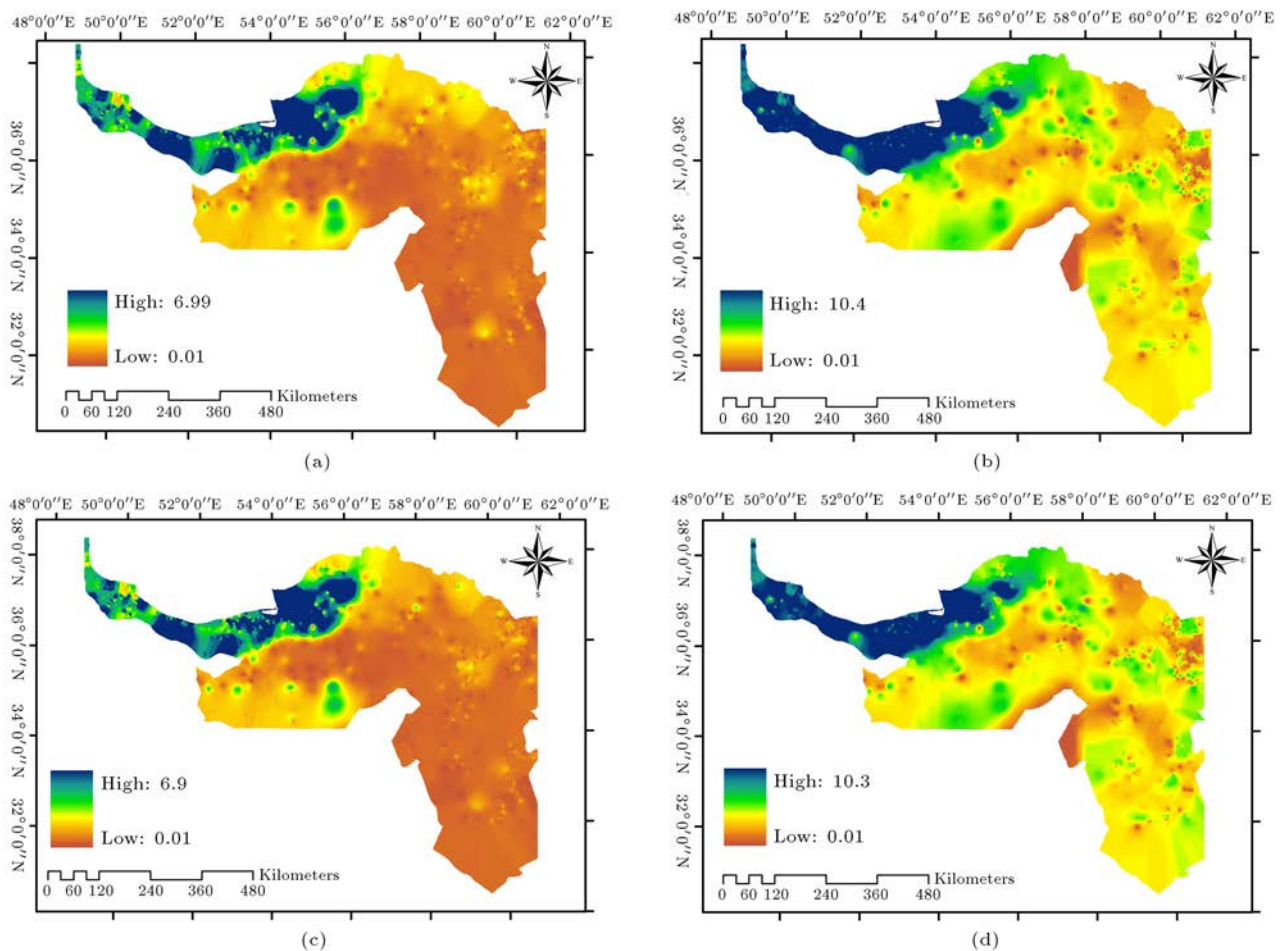 48°0′0″E 50°0′0″E 52°0′0″E 54°0′0″E 56°0′0″E 58°0′0″E 60°0′0″E 62°0′0″E
N
W E
S
36°0′0″N
34°0′0″N
32°0′0″N
High: 6.99
Low: 0.01
Kilometers
0 60 120 240 360 480
(a)
48°0′0″E 50°0′0″E 52°0′0″E 54°0′0″E 56°0′0″E 58°0′0″E 60°0′0″E 62°0′0″E
N
W E
S
36°0′0″N
34°0′0″N
32°0′0″N
High: 10.4
Low: 0.01
Kilometers
0 60 120 240 360 480
(b)
48°0′0″E 50°0′0″E 52°0′0″E 54°0′0″E 56°0′0″E 58°0′0″E 60°0′0″E 62°0′0″E
N
W E
S
38°0′0″N
36°0′0″N
34°0′0″N
32°0′0″N
High: 6.9
Low: 0.01
Kilometers
0 60 120 240 360 480
(c)
48°0′0″E 50°0′0″E 52°0′0″E 54°0′0″E 56°0′0″E 58°0′0″E 60°0′0″E 62°0′0″E
N
W E
S
38°0′0″N
36°0′0″N
34°0′0″N
32°0′0″N
High: 10.3
Low: 0.01
Kilometers
0 60 120 240 360 480
(d)